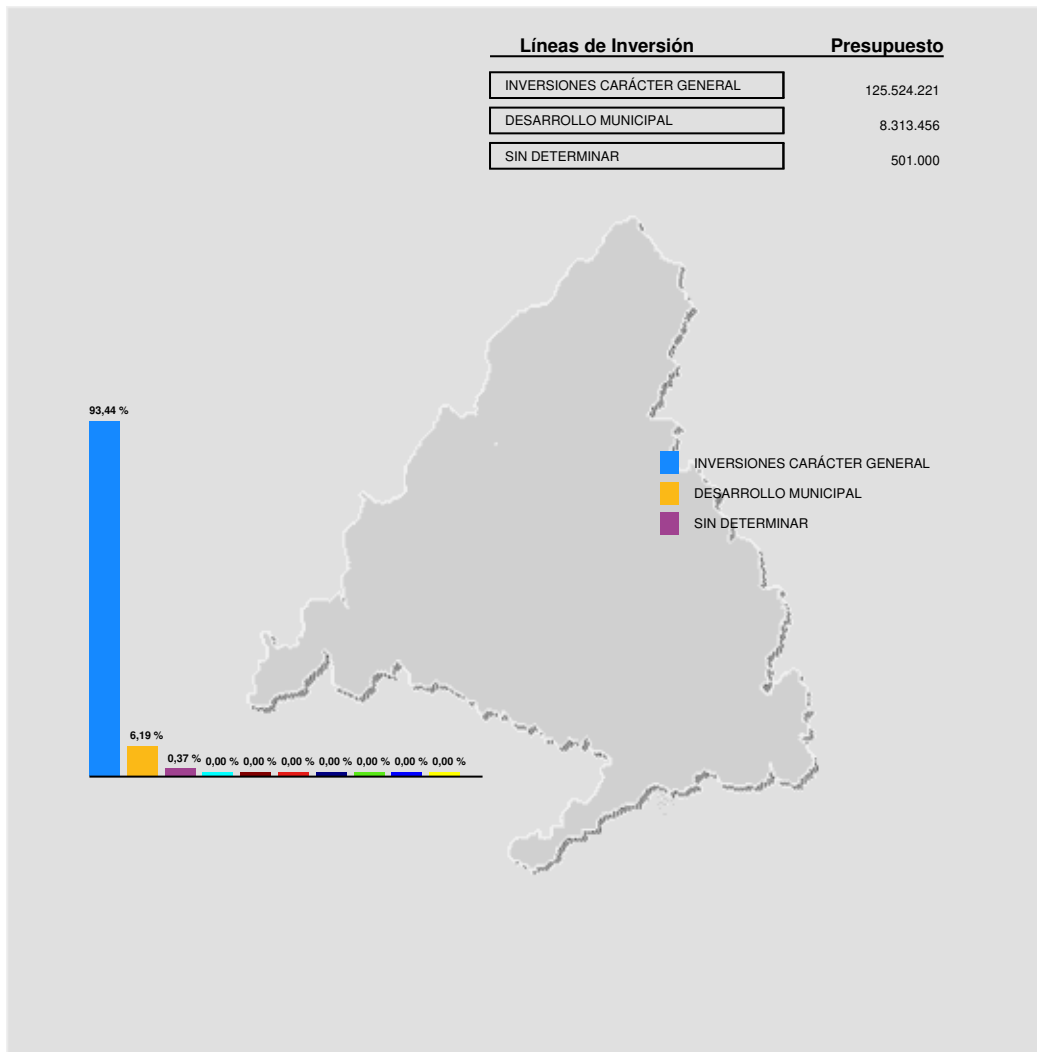 Líneas de Inversión Presupuesto
INVERSIONES CARÁCTER GENERAL 125.524.221
DESARROLLO MUNICIPAL 8.313.456
SIN DETERMINAR 501.000
93,44 %
INVERSIONES CARÁCTER GENERAL
DESARROLLO MUNICIPAL
SIN DETERMINAR
6,19 %
0,37 % 0,00 % 0,00 % 0,00 % 0,00 % 0,00 % 0,00 % 0,00 %